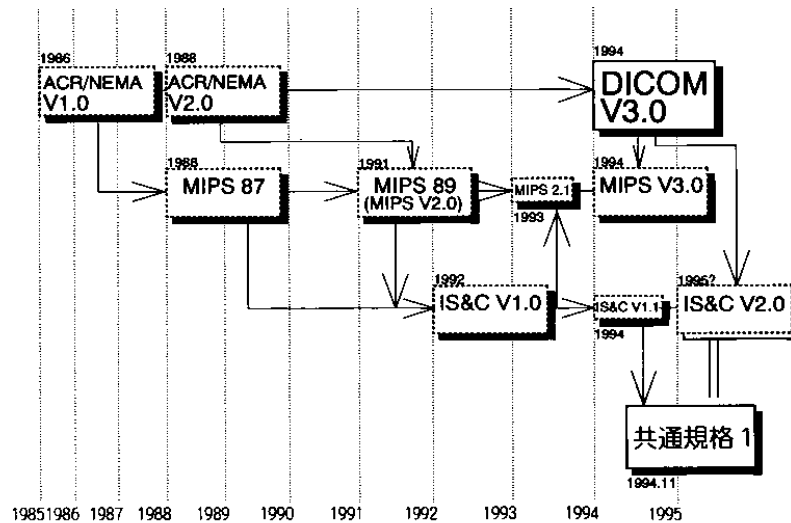 1986
ACR/NEMA
V1.0
1988
ACR/NEMA
V2.0
1994
DICOM
V3.0
1988
MIPS 87
1991
MIPS 89
(MIPS V2.0)
MIPS 2.1
1993
1994
MIPS V3.0
1992
IS&C V1.0
IS&C V1.1
1994
1995?
IS&C V2.0
共通規格 1
1994.11
1985 1986 1987 1988 1989 1990 1991 1992 1993 1994 1995